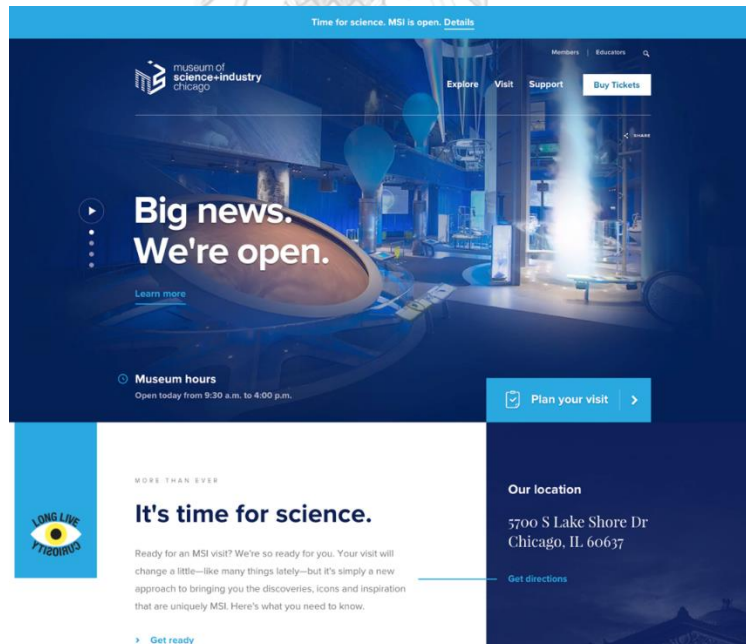 Time for science. MSI is open. Details
Members | Educators
museum of
science+industry
chicago
Explore Visit Support Buy Tickets
SHARE
Big news.
We're open.
Learn more
Museum hours
Open today from 9:30 a.m. to 4:00 p.m.
Plan your visit
LONG LIVE
CURIOSITY
MORE THAN EVER
It's time for science.
Ready for an MSI visit? We're so ready for you. Your visit will
change a little—like many things lately—but it's simply a new
approach to bringing you the discoveries, icons and inspiration
that are uniquely MSI. Here's what you need to know.
Get ready
Our location
5700 S Lake Shore Dr
Chicago, IL 60637
Get directions